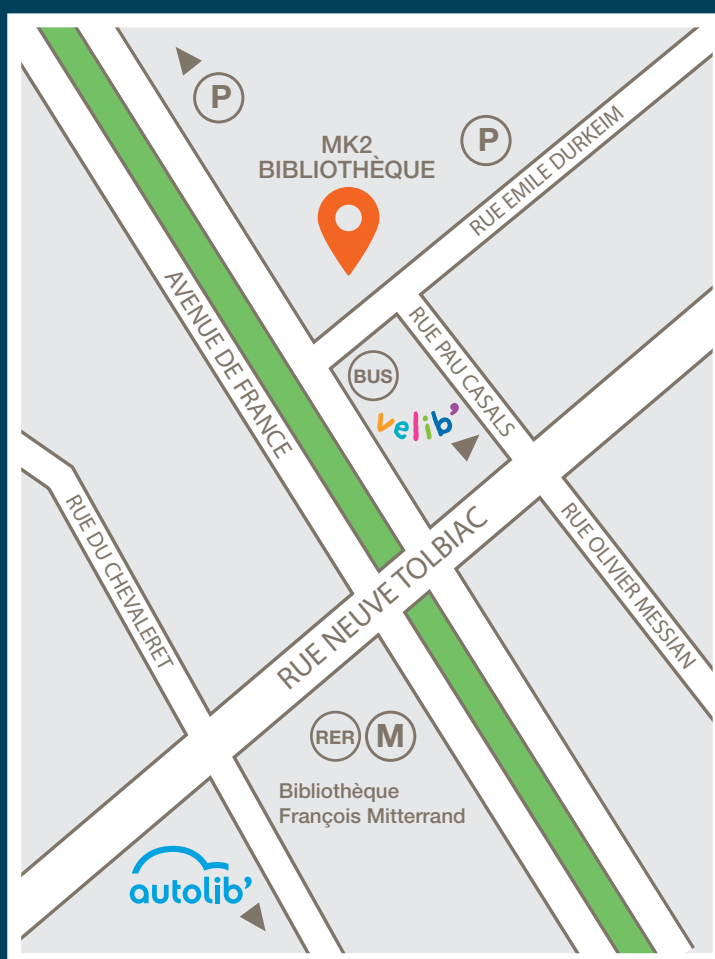 P
P
MK2
BIBLIOTHÈQUE
RUE EMILE DURKEIM
AVENUE DE FRANCE
RUE PAU CASALS
BUS
velib'
RUE DU CHEVALERET
RUE NEUVE TOLBIAC
RUE OLIVIER MESSIAN
RER M
Bibliothèque
François Mitterrand
autolib'